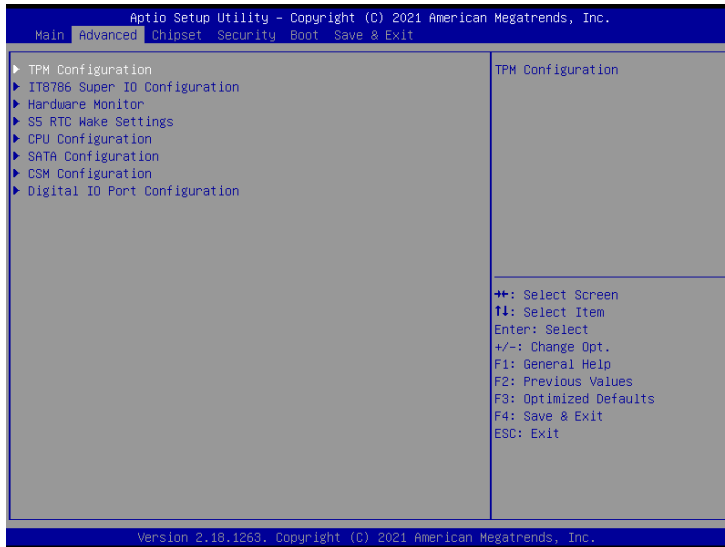 Aptio Setup Utility – Copyright (C) 2021 American Megatrends, Inc.
Main Advanced Chipset Security Boot Save & Exit
TPM Configuration
IT8786 Super IO Configuration
Hardware Monitor
S5 RTC Wake Settings
CPU Configuration
SATA Configuration
CSM Configuration
Digital IO Port Configuration
TPM Configuration
→←: Select Screen
↑↓: Select Item
Enter: Select
+/-: Change Opt.
F1: General Help
F2: Previous Values
F3: Optimized Defaults
F4: Save & Exit
ESC: Exit
Version 2.18.1263. Copyright (C) 2021 American Megatrends, Inc.